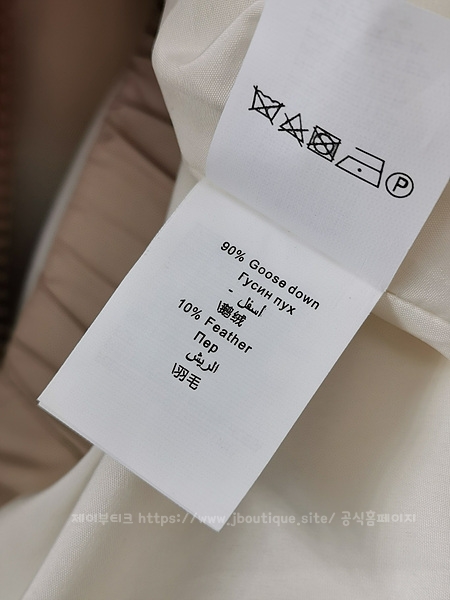 P
90% Goose down
Гусин пух
أسفل -
\鹅绒
10% Feather
Пер
الريش
\羽毛
제이부티크 https://www.jboutique.site/ 공식홈페이지